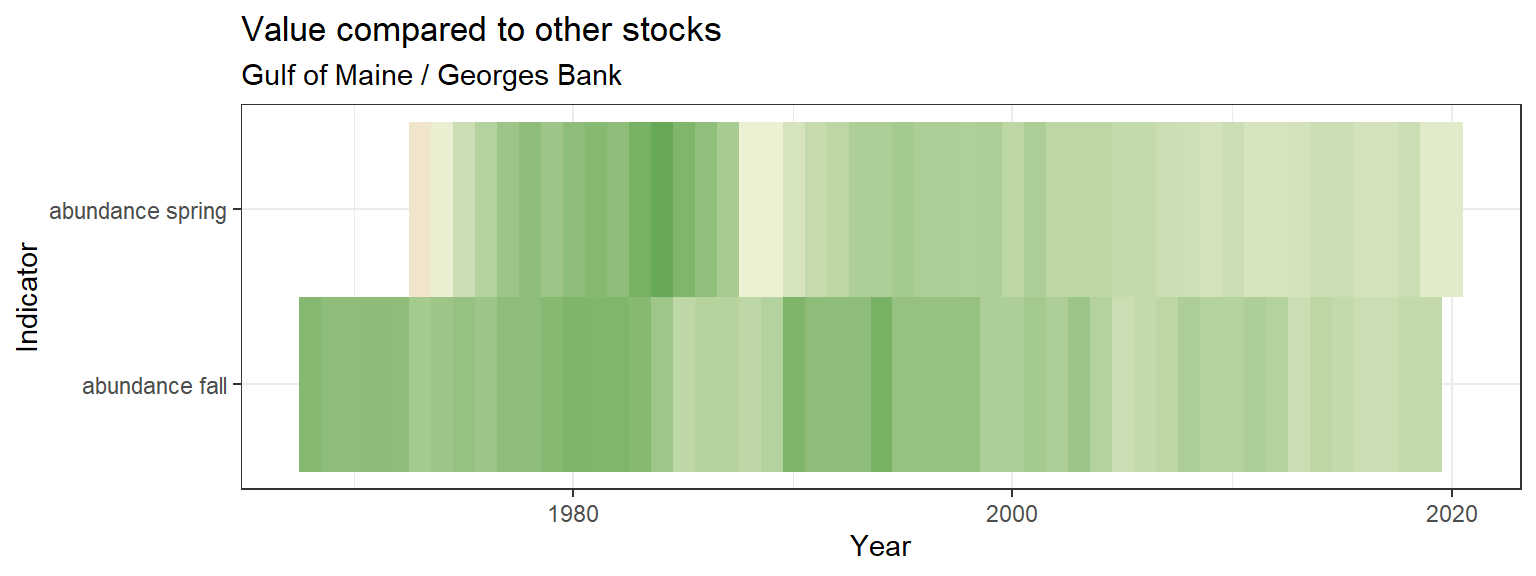 Value compared to other stocks
Gulf of Maine / Georges Bank
Indicator
abundance spring
abundance fall
1980
2000
2020
Year